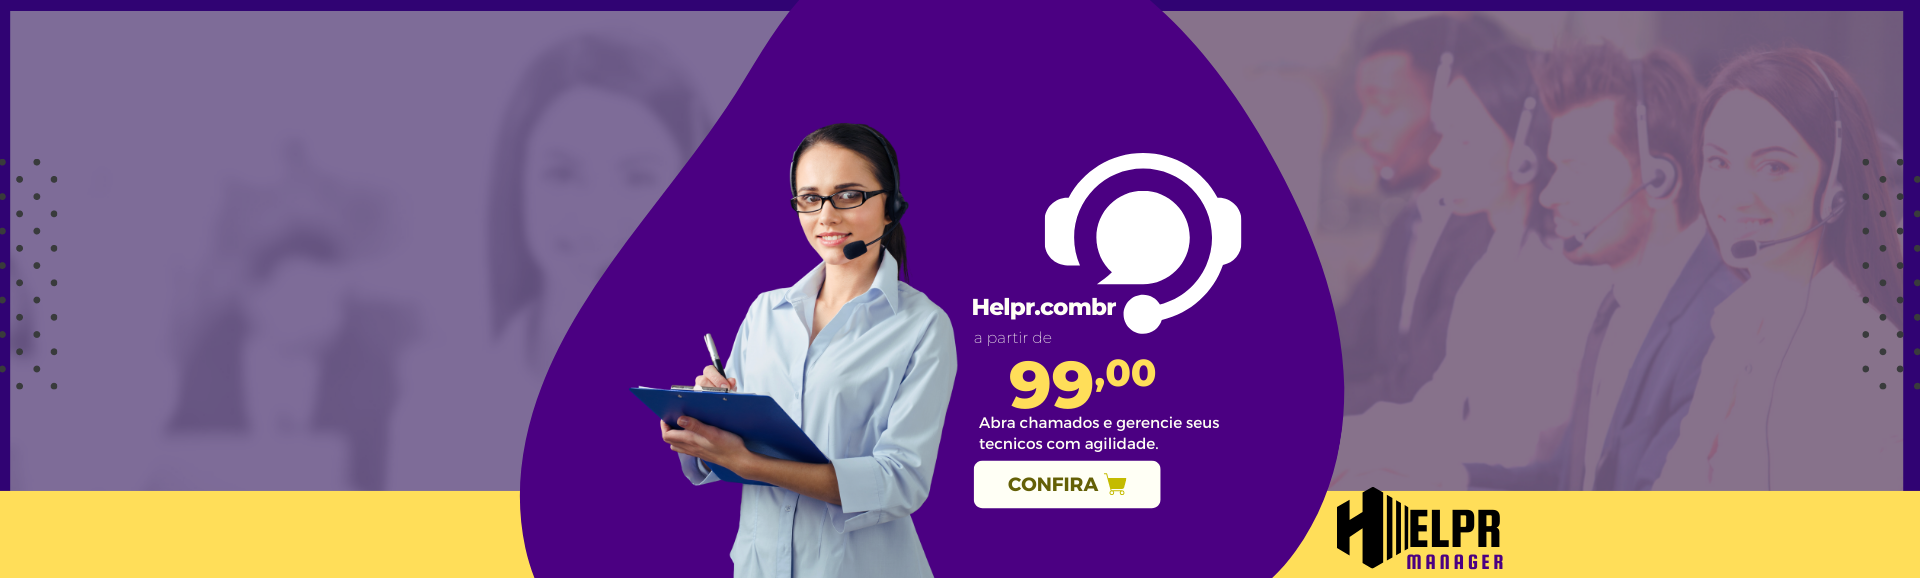 Helpr.combr
a partir de
99,00
Abra chamados e gerencie seus
tecnicos com agilidade.
CONFIRA
HELPR
MANAGER